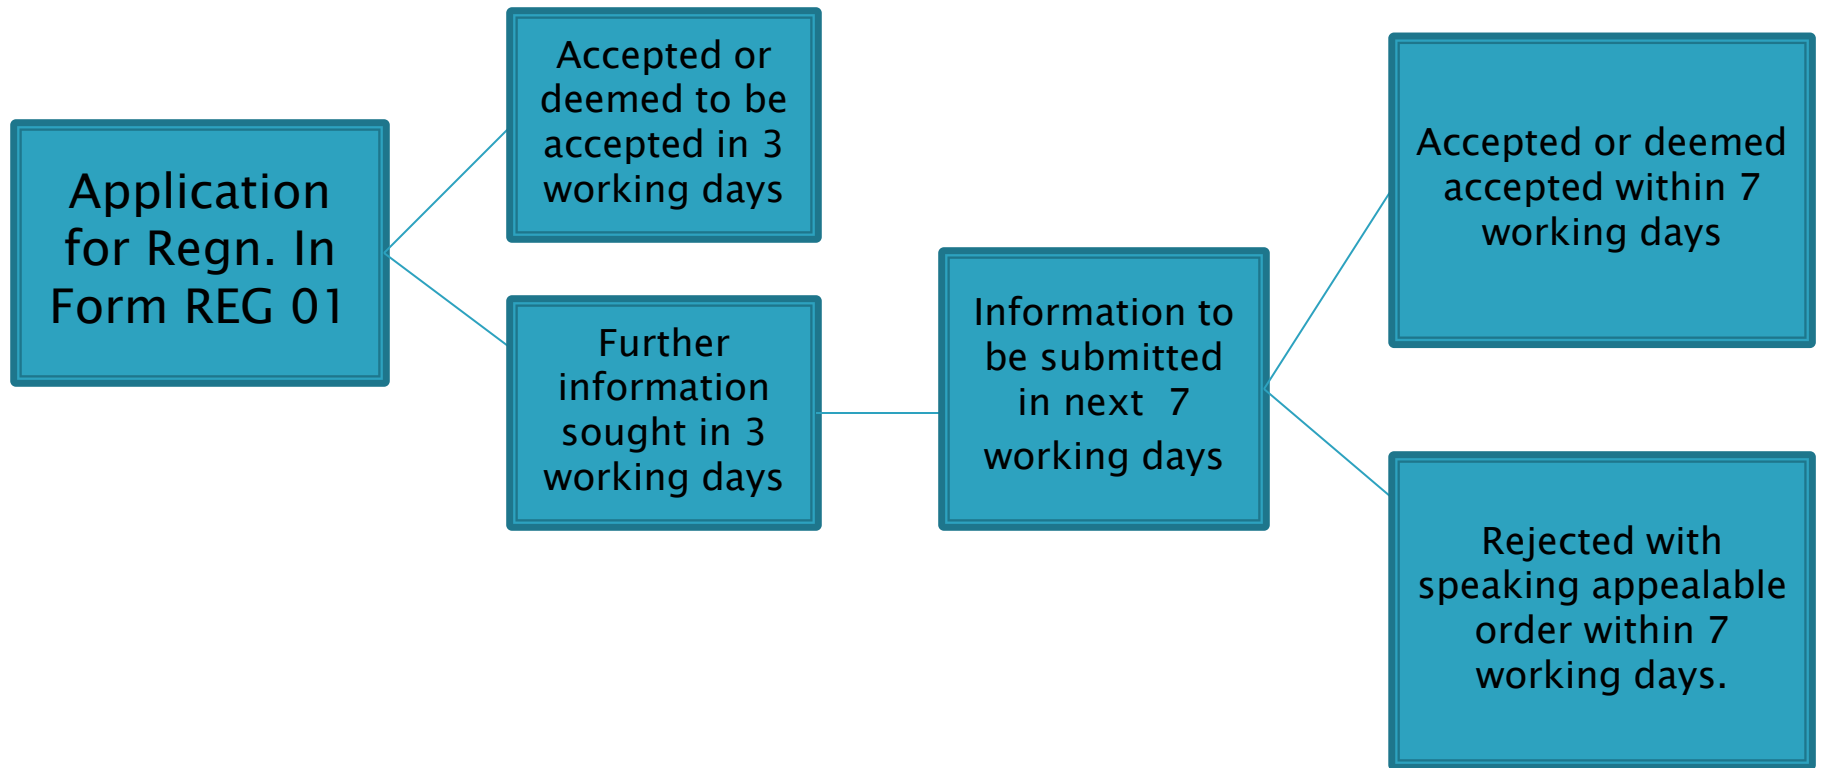 Application
for Regn. In
Form REG 01
Accepted or
deemed to be
accepted in 3
working days
Further
information
sought in 3
working days
Information to
be submitted
in next 7
working days
Accepted or deemed
accepted within 7
working days
Rejected with
speaking appealable
order within 7
working days.